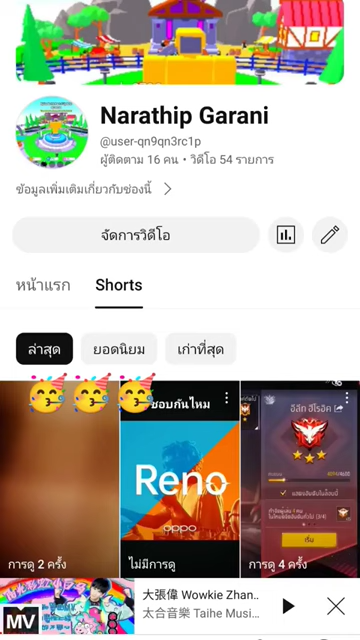 Narathip Garani
@user-qn9qn3rc1p
ผู้ติดตาม 16 คน • วิดีโอ 54 รายการ
ข้อมูลเพิ่มเติมเกี่ยวกับช่องนี้
จัดการวิดีโอ
หน้าแรก Shorts
ล่าสุด ยอดนิยม เก่าที่สุด
ชอบกันไหม
Reno
oppo
อีลีท ฮีโรอิค
เริ่ม
การดู 2 ครั้ง ไม่มีการดู การดู 4 ครั้ง
MV
大張偉 Wowkie Zhan...
太合音樂 Taihe Musi...